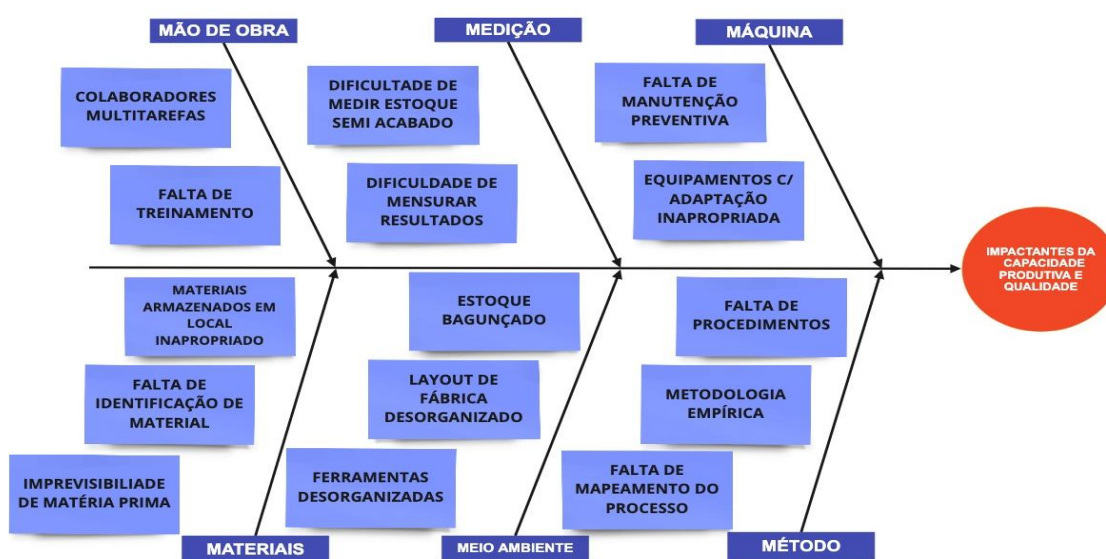 MÃO DE OBRA
MEDIÇÃO
MÁQUINA
COLABORADORES
MULTITAREFAS
DIFICULTADE DE
MEDIR ESTOQUE
SEMI ACABADO
FALTA DE
MANUTENÇÃO
PREVENTIVA
FALTA DE
TREINAMENTO
DIFICULDADE DE
MENSURAR
RESULTADOS
EQUIPAMENTOS C/
ADAPTAÇÃO
INAPROPRIADA
IMPACTANTES DA
CAPACIDADE
PRODUTIVA E
QUALIDADE
MATERIAIS
ARMAZENADOS EM
LOCAL
INAPROPRIADO
ESTOQUE
BAGUNÇADO
FALTA DE
PROCEDIMENTOS
FALTA DE
IDENTIFICAÇÃO DE
MATERIAL
LAYOUT DE
FÁBRICA
DESORGANIZADO
METODOLOGIA
EMPÍRICA
IMPREVISIBILIADE
DE MATÉRIA PRIMA
FERRAMENTAS
DESORGANIZADAS
FALTA DE
MAPEAMENTO DO
PROCESSO
MATERIAIS
MEIO AMBIENTE
MÉTODO